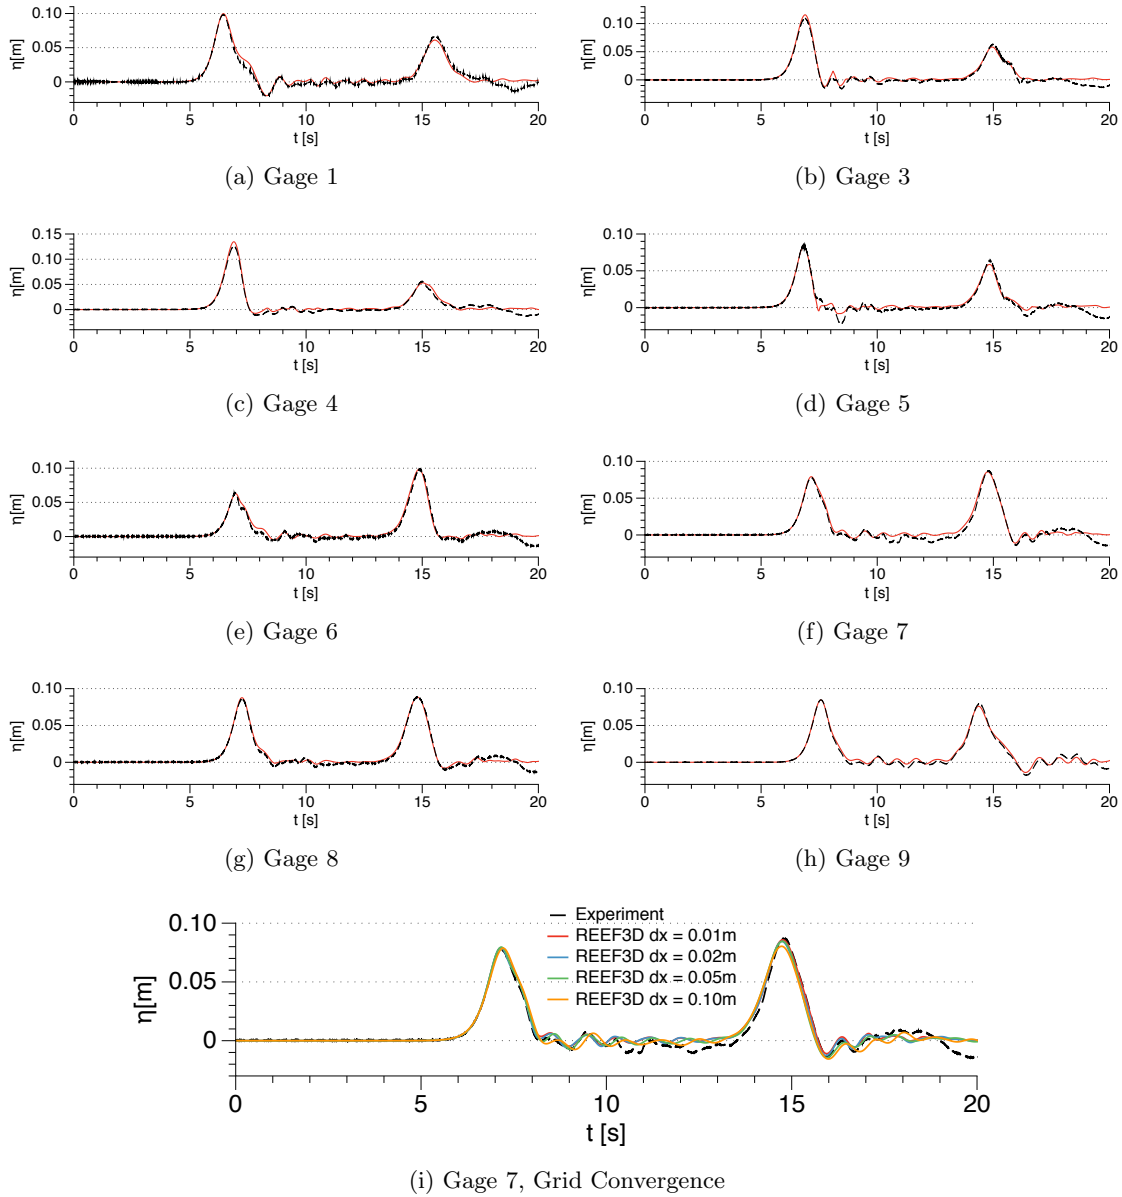 0.10
0.05
0
η[m]
0 5 10 15 20
t [s]
(a) Gage 1
0.10
0.05
0
η[m]
0 5 10 15 20
t [s]
(b) Gage 3
0.15
0.10
0.05
0
η[m]
0 5 10 15 20
t [s]
(c) Gage 4
0.10
0.05
0
η[m]
0 5 10 15 20
t [s]
(d) Gage 5
0.10
0.05
0
η[m]
0 5 10 15 20
t [s]
(e) Gage 6
0.10
0.05
0
η[m]
0 5 10 15 20
t [s]
(f) Gage 7
0.10
0.05
0
η[m]
0 5 10 15 20
t [s]
(g) Gage 8
0.10
0.05
0
η[m]
0 5 10 15 20
t [s]
(h) Gage 9
0.10
0.05
0
η[m]
Experiment
REEF3D dx = 0.01m
REEF3D dx = 0.02m
REEF3D dx = 0.05m
REEF3D dx = 0.10m
0 5 10 15 20
t [s]
(i) Gage 7, Grid Convergence